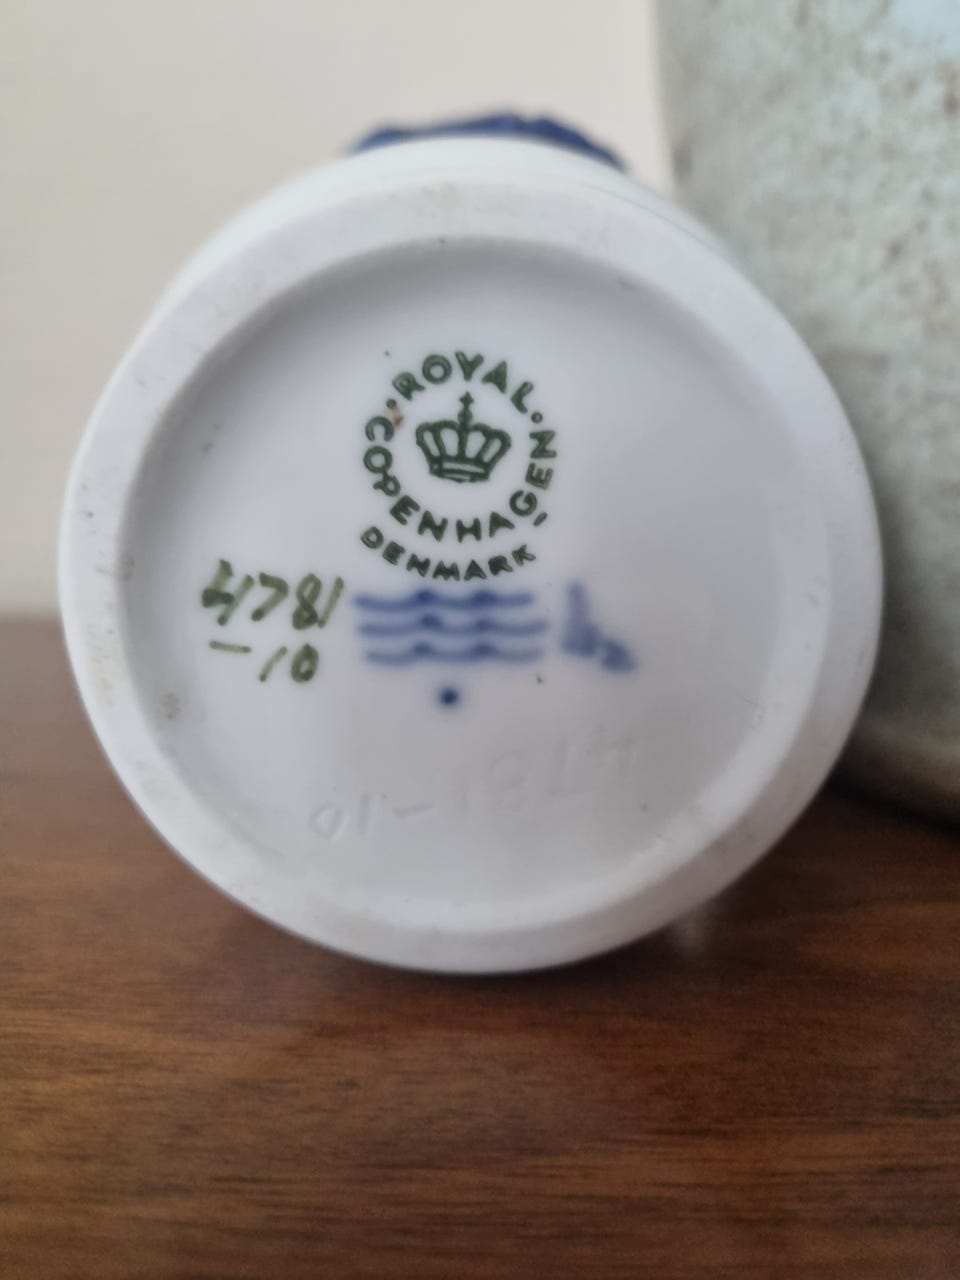 ROYAL
COPENHAGEN
DENMARK
4781
-10
4781-10